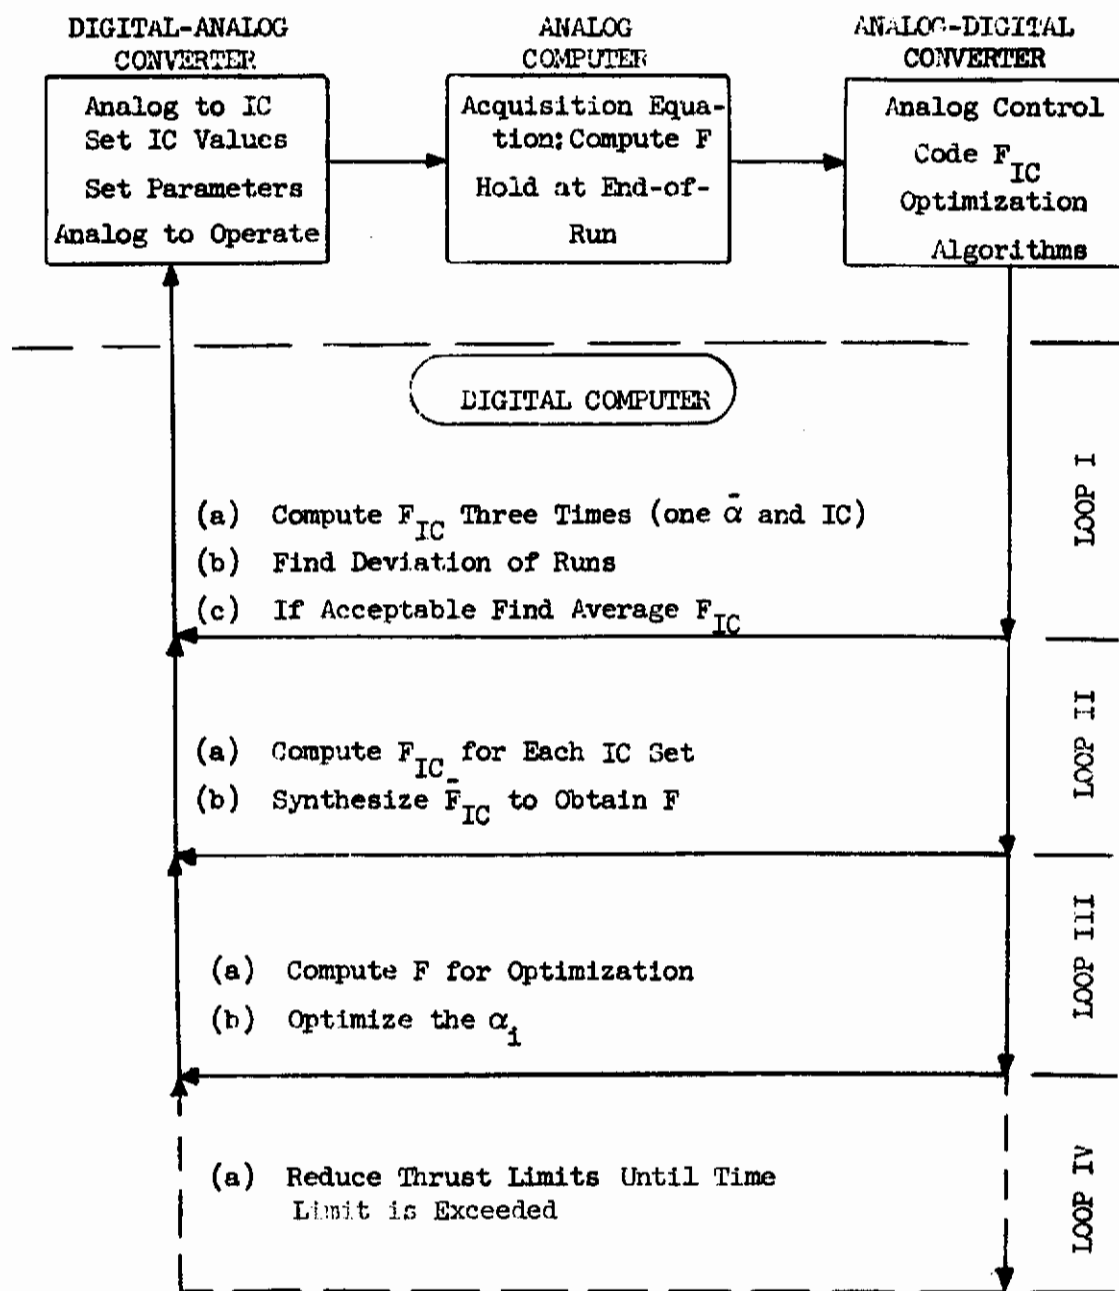 DIGITAL-ANALOG
CONVERTER
Analog to IC
Set IC Values
Set Parameters
Analog to Operate
ANALOG
COMPUTER
Acquisition Equa-
tion; Compute F
Hold at End-of-
Run
ANALOG-DIGITAL
CONVERTER
Analog Control
Code F_IC
Optimization
Algorithms
DIGITAL COMPUTER
(a) Compute F_IC Three Times (one ᾱ and IC)
(b) Find Deviation of Runs
(c) If Acceptable Find Average F_IC
LOOP I
(a) Compute F_IC for Each IC Set
(b) Synthesize F̄_IC to Obtain F
LOOP II
(a) Compute F for Optimization
(b) Optimize the α_i
LOOP III
(a) Reduce Thrust Limits Until Time
Limit is Exceeded
LOOP IV